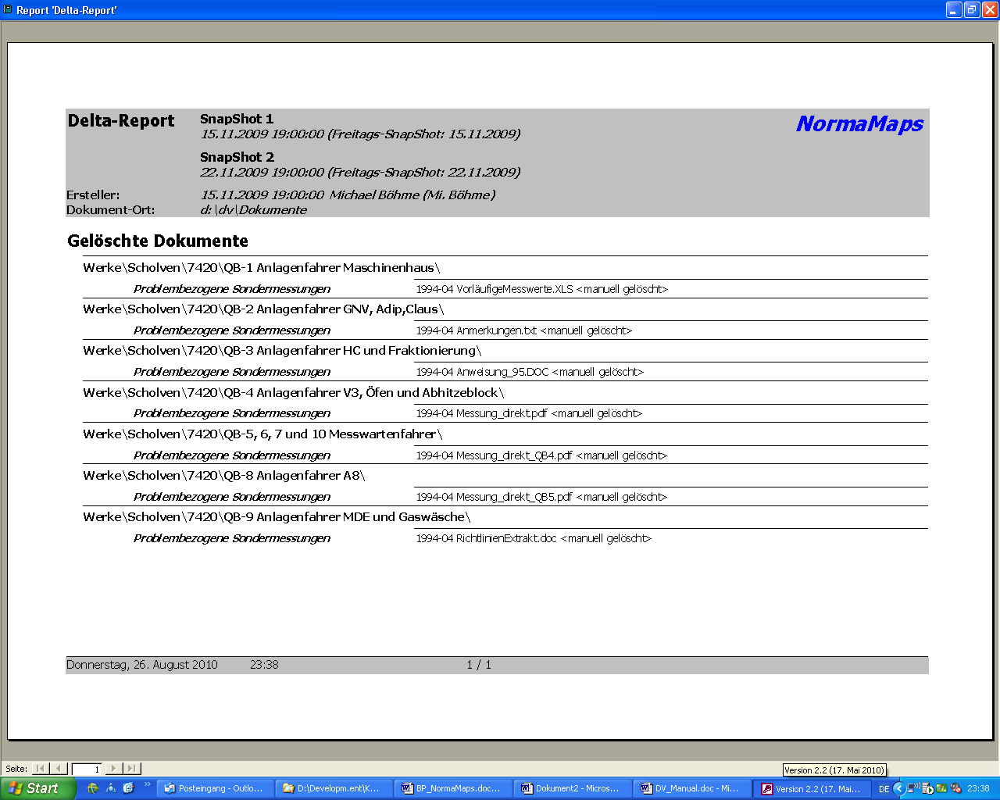 Report 'Delta-Report'
Delta-Report SnapShot 1 NormaMaps
15.11.2009 19:00:00 (Freitags-SnapShot: 15.11.2009)
SnapShot 2
22.11.2009 19:00:00 (Freitags-SnapShot: 22.11.2009)
Ersteller: 15.11.2009 19:00:00 Michael Böhme (Mi. Böhme)
Dokument-Ort: d:\dv\Dokumente
Gelöschte Dokumente
Werke\Scholven\7420\QB-1 Anlagenfahrer Maschinenhaus\
Problembezogene Sondermessungen 1994-04 VorläufigeMesswerte.XLS <manuell gelöscht>
Werke\Scholven\7420\QB-2 Anlagenfahrer GNV, Adip,Claus\
Problembezogene Sondermessungen 1994-04 Anmerkungen.txt <manuell gelöscht>
Werke\Scholven\7420\QB-3 Anlagenfahrer HC und Fraktionierung\
Problembezogene Sondermessungen 1994-04 Anweisung_95.DOC <manuell gelöscht>
Werke\Scholven\7420\QB-4 Anlagenfahrer V3, Öfen und Abhitzeblock\
Problembezogene Sondermessungen 1994-04 Messung_direkt.pdf <manuell gelöscht>
Werke\Scholven\7420\QB-5, 6, 7 und 10 Messwartenfahrer\
Problembezogene Sondermessungen 1994-04 Messung_direkt_QB4.pdf <manuell gelöscht>
Werke\Scholven\7420\QB-8 Anlagenfahrer A8\
Problembezogene Sondermessungen 1994-04 Messung_direkt_QB5.pdf <manuell gelöscht>
Werke\Scholven\7420\QB-9 Anlagenfahrer MDE und Gaswäsche\
Problembezogene Sondermessungen 1994-04 RichtlinienExtrakt.doc <manuell gelöscht>
Donnerstag, 26. August 2010 23:38 1 / 1
Seite: 1
Version 2.2 (17. Mai 2010)
Start Posteingang - Outlo... D:\Developm.ent\K... BP_NormaMaps.doc... Dokument2 - Micros... DV_Manual.doc - Mi... Version 2.2 (17. Mai... DE 23:38